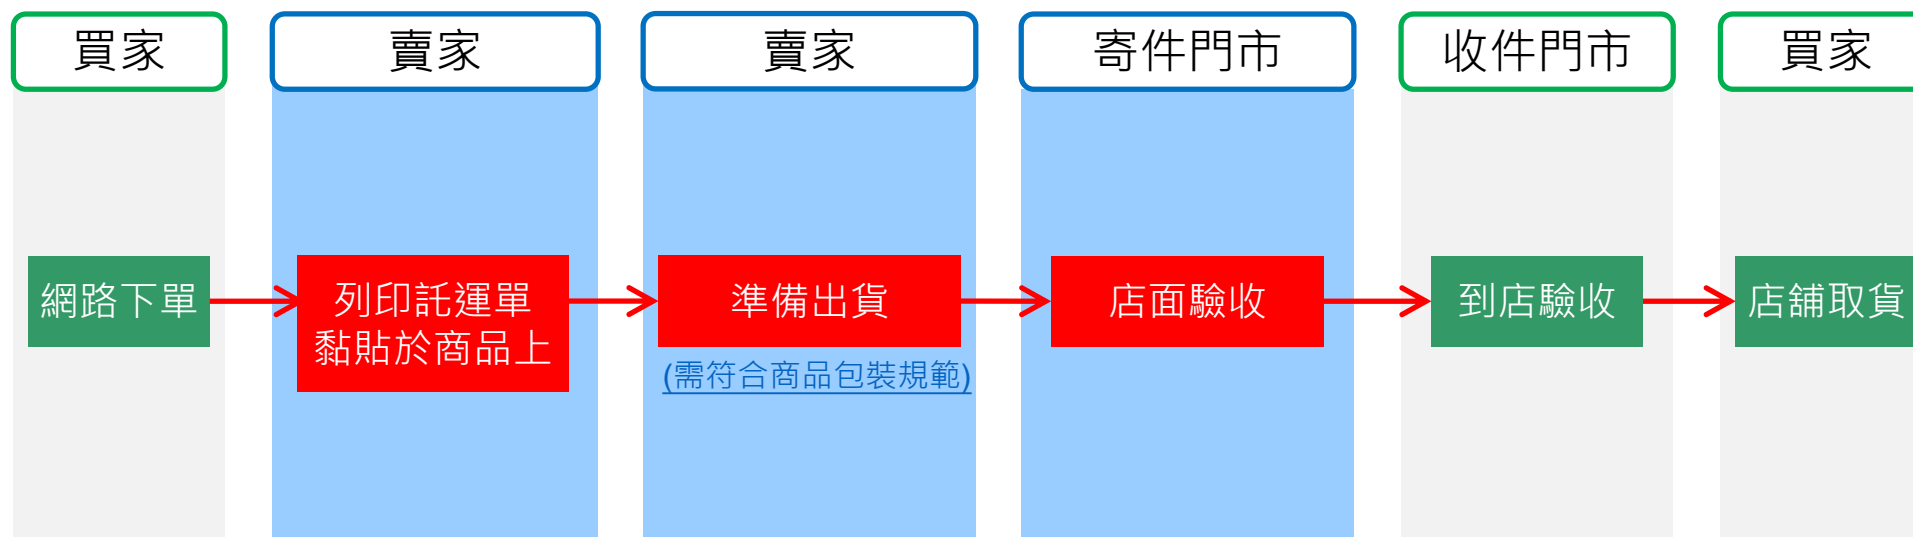 買家
賣家
賣家
寄件門市
收件門市
買家
網路下單
列印託運單
黏貼於商品上
準備出貨
(需符合商品包裝規範)
店面驗收
到店驗收
店舖取貨